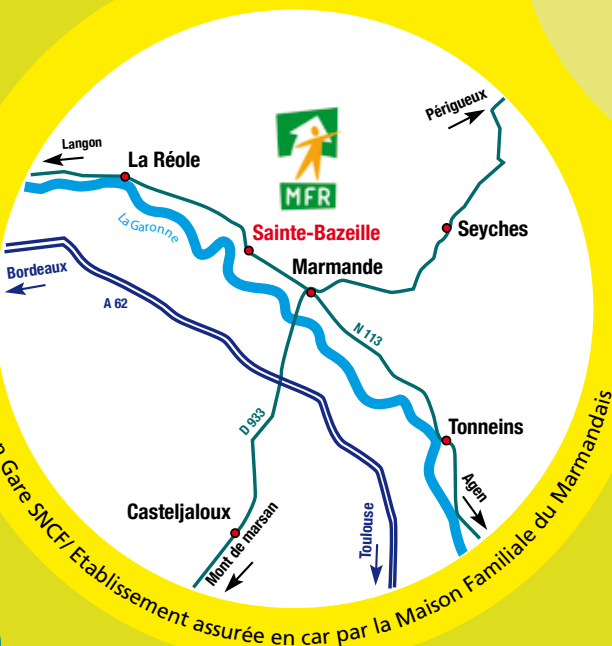 Périgueux
Langon
La Réole
MFR
La Garonne
Sainte-Bazeille
Seyches
Marmande
Bordeaux
A 62
N 113
D 933
Tonneins
Agen
Casteljaloux
Mont de marsan
Toulouse
Gare SNCF/ Etablissement assurée en car par la Maison Familiale du Marmandais